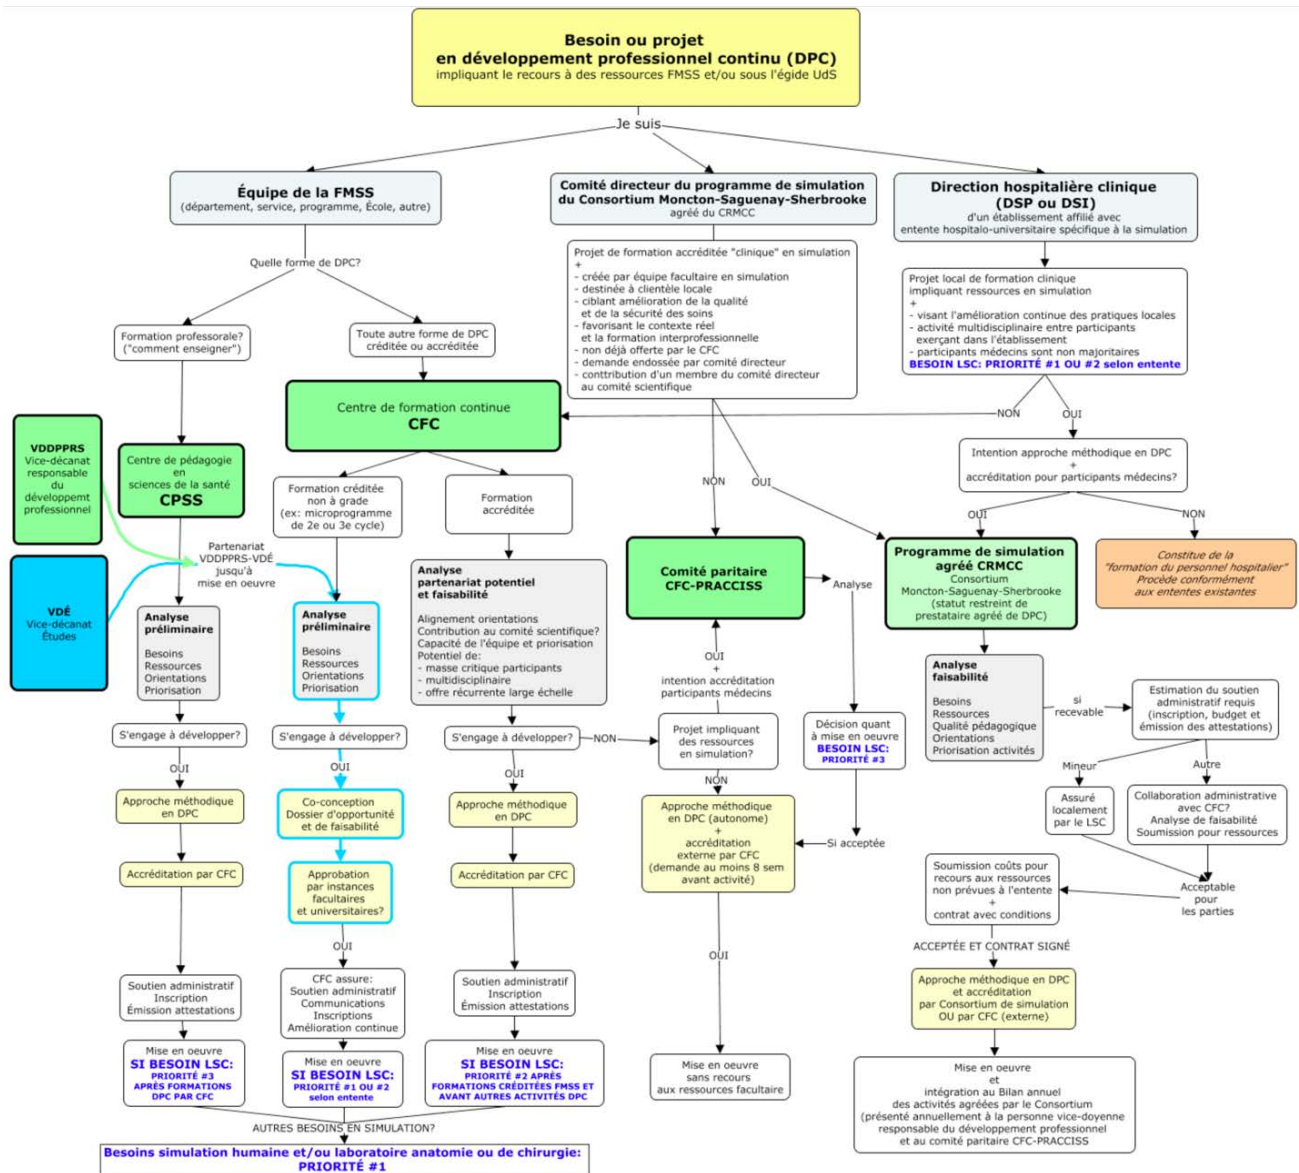 Besoin ou projet
en développement professionnel continu (DPC)
impliquant le recours à des ressources FMSS et/ou sous l'égide UdS
Je suis
Équipe de la FMSS
(département, service, programme, École, autre)
Comité directeur du programme de simulation
du Consortium Moncton-Saguenay-Sherbrooke
agréé du CRMCC
Direction hospitalière clinique
(DSP ou DSI)
d'un établissement affilié avec
entente hospitalo-universitaire spécifique à la simulation
Quelle forme de DPC?
Projet de formation accréditée "clinique" en simulation
+
- créée par équipe facultaire en simulation
- destinée à clientèle locale
- ciblant amélioration de la qualité
et de la sécurité des soins
- favorisant le contexte réel
et la formation interprofessionnelle
- non déjà offerte par le CFC
- demande endossée par comité directeur
- conttribution d'un membre du comité directeur
au comité scientifique
Projet local de formation clinique
impliquant ressources en simulation
+
- visant l'amélioration continue des pratiques locales
- activité multidisciplinaire entre participants
exerçant dans l'établissement
- participants médecins sont non majoritaires
BESOIN LSC: PRIORITÉ #1 OU #2 selon entente
Formation professorale?
("comment enseigner")
Toute autre forme de DPC
créditée ou accréditée
Centre de formation continue
CFC
NON
OUI
VDDPPRS
Vice-décanat
responsable
du
développemt
professionnel
Centre de pédagogie
en
sciences de la santé
CPSS
Formation créditée
non à grade
(ex: microprogramme
de 2e ou 3e cycle)
Formation
accréditée
NON
OUI
Intention approche méthodique en DPC
+
accréditation pour participants médecins?
OUI
NON
Partenariat
VDDPPRS-VDÉ
jusqu'à
mise en oeuvre
VDÉ
Vice-décanat
Études
Analyse
partenariat potentiel
et faisabilité
Alignement orientations
Contribution au comité scientifique?
Capacité de l'équipe et priorisation
Potentiel de:
- masse critique participants
- multidisciplinaire
- offre récurrente large échelle
Comité paritaire
CFC-PRACCISS
Analyse
Programme de simulation
agréé CRMCC
Consortium
Moncton-Saguenay-Sherbrooke
(statut restreint de
prestataire agréé de DPC)
Constitue de la
"formation du personnel hospitalier"
Procède conformément
aux ententes existantes
Analyse
préliminaire
Besoins
Ressources
Orientations
Priorisation
Analyse
préliminaire
Besoins
Ressources
Orientations
Priorisation
OUI
+
intention accréditation
participants médecins
Analyse
faisabilité
Besoins
Ressources
Qualité pédagogique
Orientations
Priorisation activités
si
recevable
Estimation du soutien
administratif requis
(inscription, budget et
émission des attestations)
S'engage à développer?
S'engage à développer?
S'engage à développer?
NON
Projet impliquant
des ressources
en simulation?
Décision quant
à mise en oeuvre
BESOIN LSC:
PRIORITÉ #3
OUI
OUI
OUI
NON
Mineur
Autre
Approche méthodique
en DPC
Co-conception
Dossier d'opportunité
et de faisabilité
Approche méthodique
en DPC
Approche méthodique
en DPC (autonome)
+
accréditation
externe par CFC
(demande au moins 8 sem
avant activité)
Si acceptée
Assuré
localement
par le LSC
Collaboration administrative
avec CFC?
Analyse de faisabilité
Soumission pour ressources
Accréditation par CFC
Approbation
par instances
facultaires
et universitaires?
Accréditation par CFC
Soumission coûts pour
recours aux ressources
non prévues à l'entente
+
contrat avec conditions
Acceptable
pour
les parties
OUI
OUI
ACCEPTÉE ET CONTRAT SIGNÉ
Soutien administratif
Inscription
Émission attestations
CFC assure:
Soutien administratif
Communications
Inscriptions
Amélioration continue
Soutien administratif
Inscription
Émission attestations
Approche méthodique en DPC
et accréditation
par Consortium de simulation
OU par CFC (externe)
Mise en oeuvre
SI BESOIN LSC:
PRIORITÉ #3
APRÈS FORMATIONS
DPC PAR CFC
Mise en oeuvre
SI BESOIN LSC:
PRIORITÉ #1 OU #2
selon entente
Mise en oeuvre
SI BESOIN LSC:
PRIORITÉ #2 APRÈS
FORMATIONS CRÉDITÉES FMSS ET
AVANT AUTRES ACTIVITÉS DPC
Mise en oeuvre
sans recours
aux ressources facultaire
Mise en oeuvre
et
intégration au Bilan annuel
des activités agréées par le Consortium
(présenté annuellement à la personne vice-doyenne
responsable du développement professionnel
et au comité paritaire CFC-PRACCISS
AUTRES BESOINS EN SIMULATION?
Besoins simulation humaine et/ou laboratoire anatomie ou de chirurgie:
PRIORITÉ #1